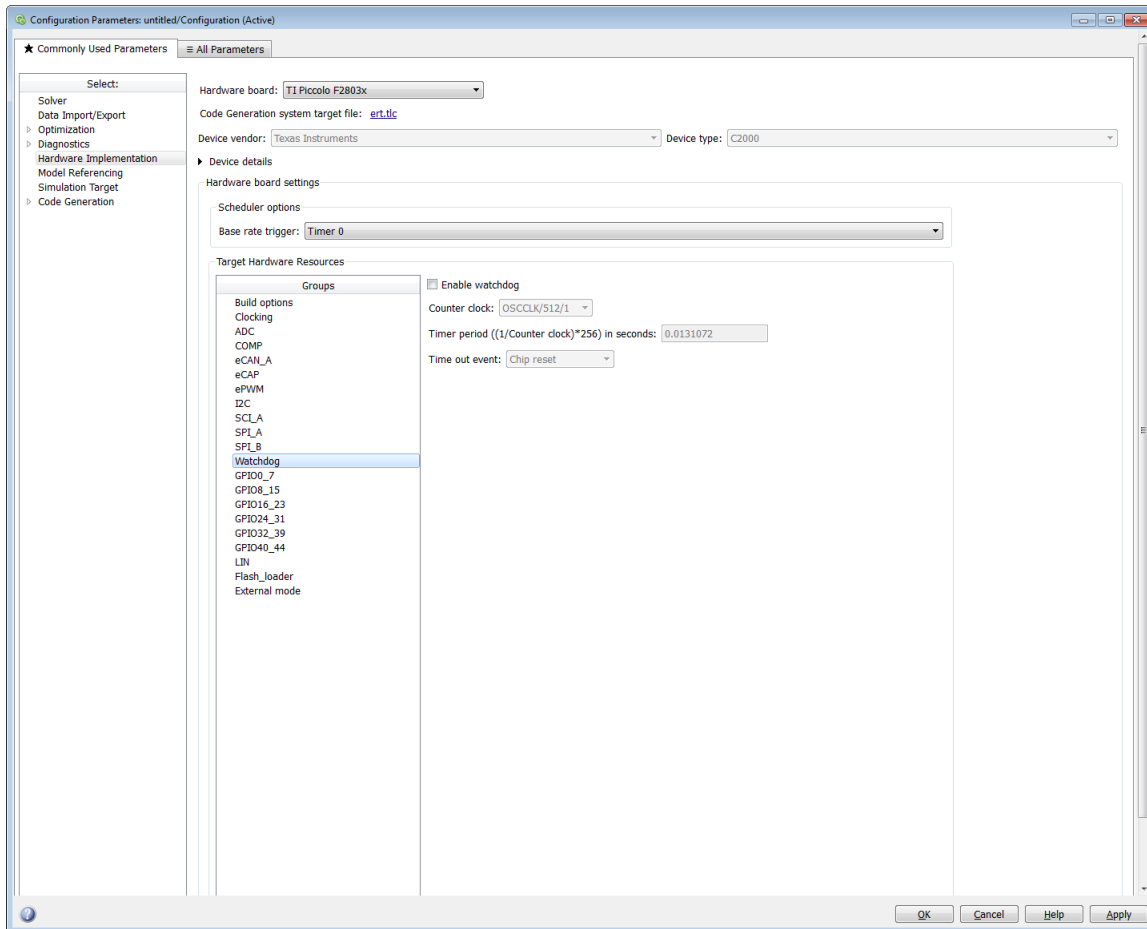 Configuration Parameters: untitled/Configuration (Active)
★ Commonly Used Parameters
≡ All Parameters
Select:
Solver
Data Import/Export
Optimization
Diagnostics
Hardware Implementation
Model Referencing
Simulation Target
Code Generation
Hardware board: TI Piccolo F2803x
Code Generation system target file: ert.tlc
Device vendor: Texas Instruments Device type: C2000
Device details
Hardware board settings
Scheduler options
Base rate trigger: Timer 0
Target Hardware Resources
Groups
Build options
Clocking
ADC
COMP
eCAN_A
eCAP
ePWM
I2C
SCI_A
SPI_A
SPI_B
Watchdog
GPIO0_7
GPIO8_15
GPIO16_23
GPIO24_31
GPIO32_39
GPIO40_44
LIN
Flash_loader
External mode
Enable watchdog
Counter clock: OSCCLK/512/1
Timer period ((1/Counter clock)*256) in seconds: 0.0131072
Time out event: Chip reset
OK
Cancel
Help
Apply